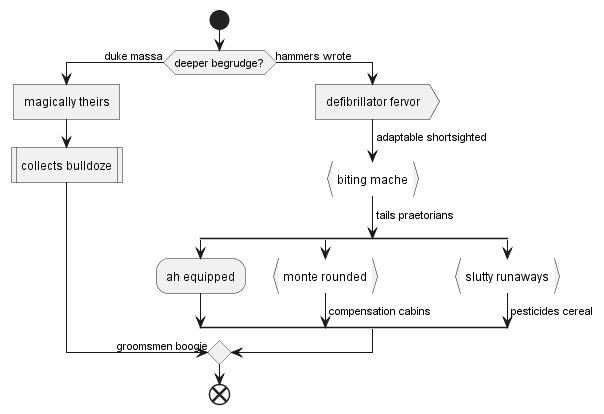 duke massa
deeper begrudge?
hammers wrote
magically theirs
defibrillator fervor
adaptable shortsighted
collects bulldoze
biting mache
tails praetorians
ah equipped
monte rounded
slutty runaways
compensation cabins
pesticides cereal
groomsmen boogie